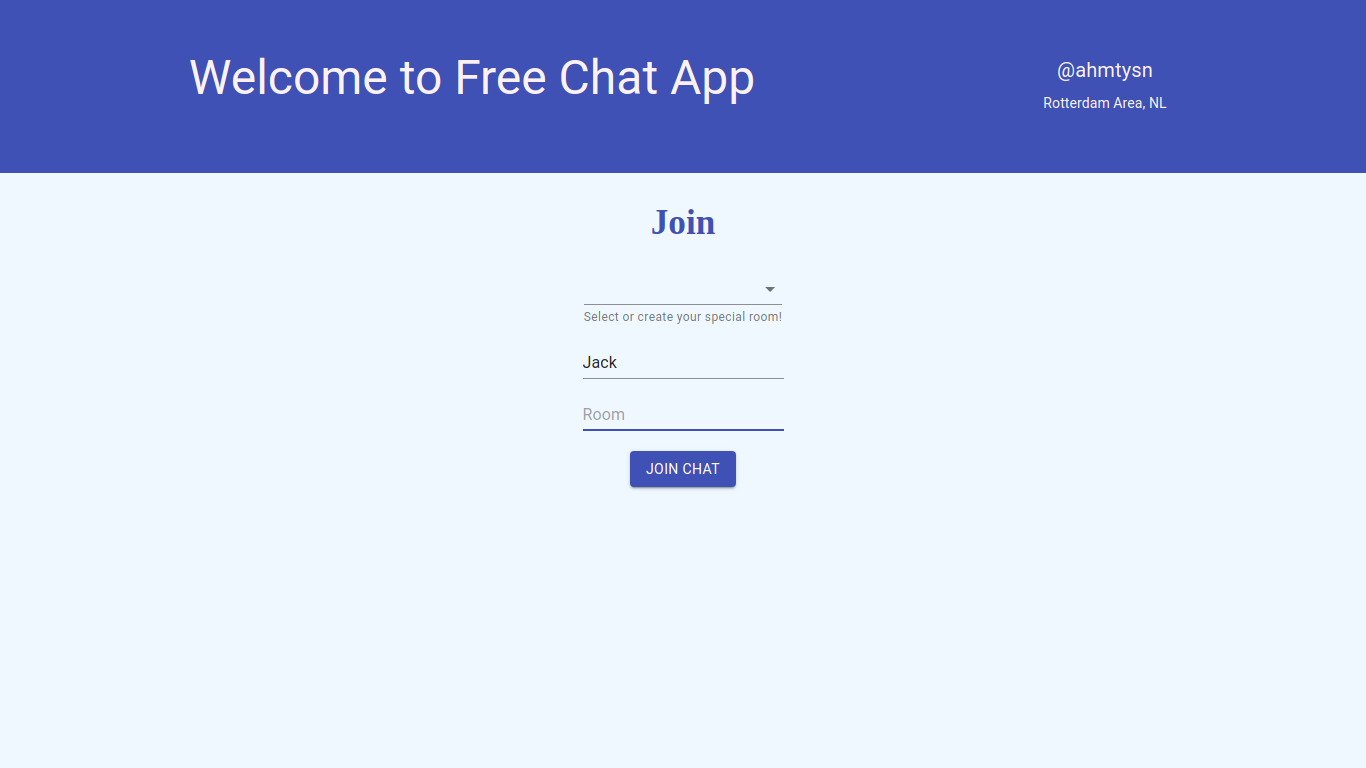 Welcome to Free Chat App
@ahmtysn
Rotterdam Area, NL
Join
Select or create your special room!
Jack
Room
JOIN CHAT